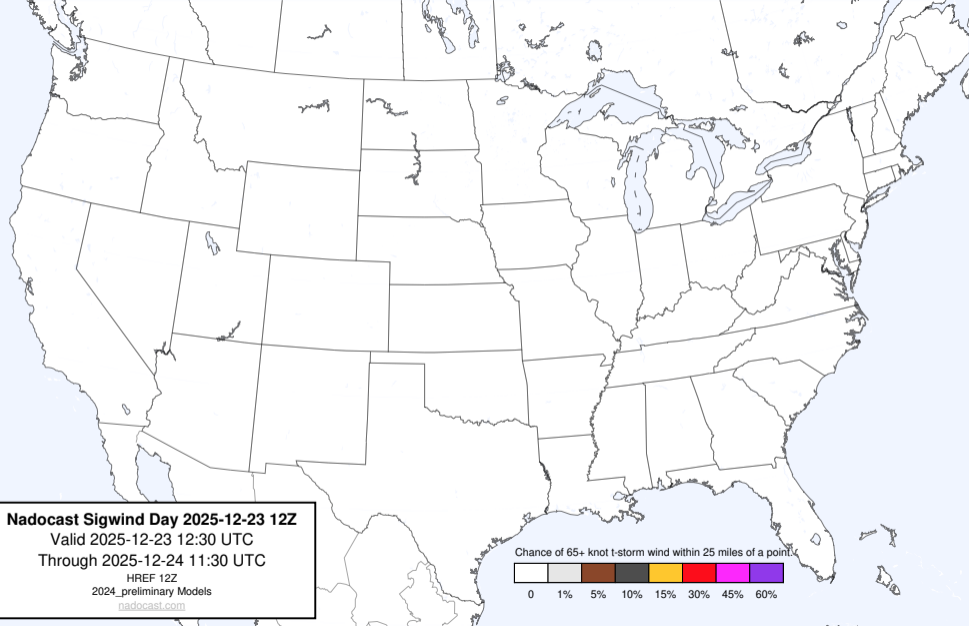 Nadocast Sigwind Day 2025-12-23 12Z
Valid 2025-12-23 12:30 UTC
Through 2025-12-24 11:30 UTC
HREF 12Z
2024_preliminary Models
nadocast.com
Chance of 65+ knot t-storm wind within 25 miles of a point.
0 1% 5% 10% 15% 30% 45% 60%